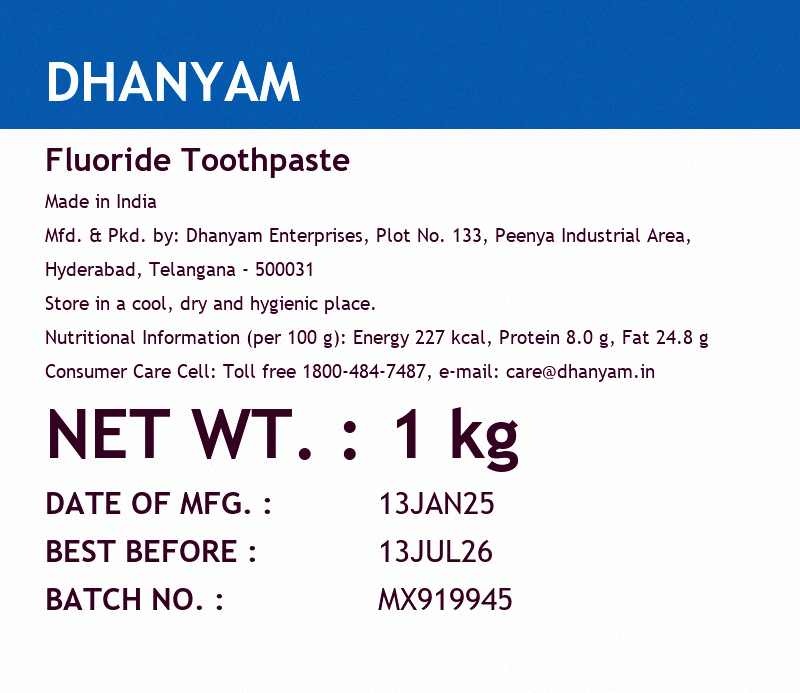 DHANYAM
Fluoride Toothpaste
Made in India
Mfd. & Pkd. by: Dhanyam Enterprises, Plot No. 133, Peenya Industrial Area,
Hyderabad, Telangana - 500031
Store in a cool, dry and hygienic place.
Nutritional Information (per 100 g): Energy 227 kcal, Protein 8.0 g, Fat 24.8 g
Consumer Care Cell: Toll free 1800-484-7487, e-mail: care@dhanyam.in
NET WT. : 1 kg
DATE OF MFG. : 13JAN25
BEST BEFORE : 13JUL26
BATCH NO. : MX919945